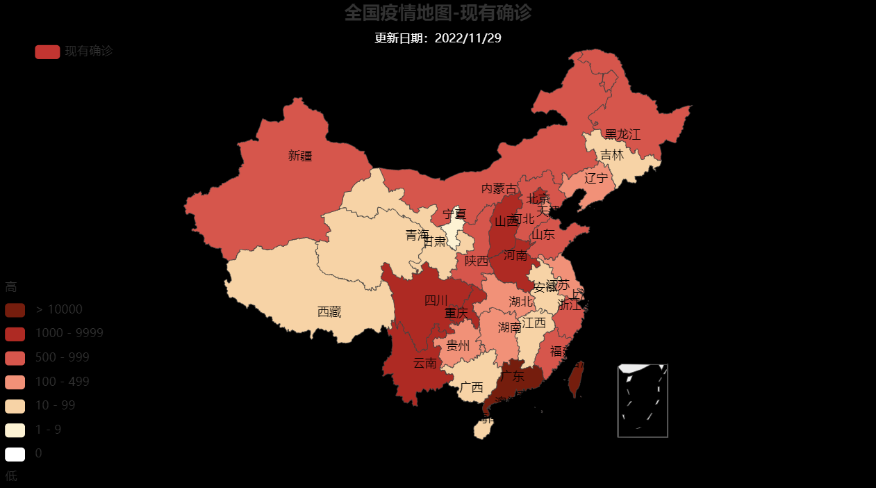 全国疫情地图-现有确诊
更新日期：2022/11/29
现有确诊
黑龙江
吉林
新疆
辽宁
内蒙古
北京
天津
宁夏
山西
河北
青海
甘肃
山东
河南
陕西
江苏
安徽
上海
四川
湖北
浙江
重庆
西藏
江西
湖南
贵州
福建
云南
广东
广西
海南
高
> 10000
1000 - 9999
500 - 999
100 - 499
10 - 99
1 - 9
0
低